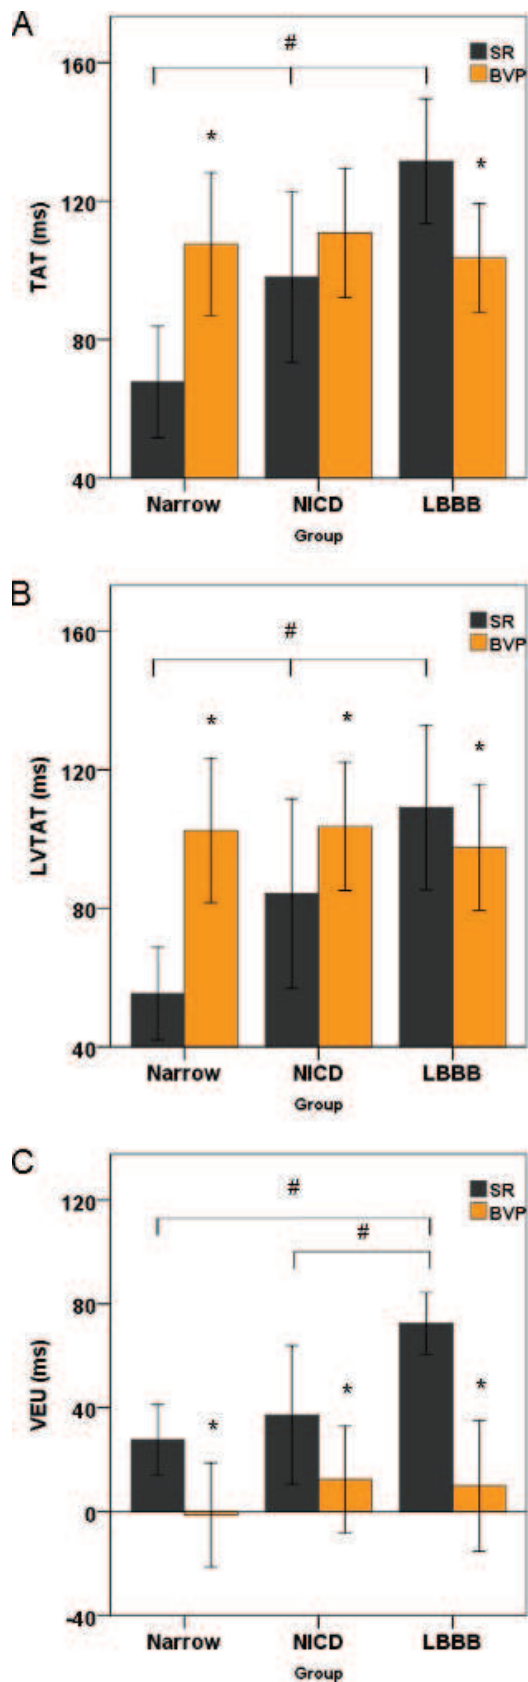 A
160
#
SR
BVP
*
*
120
TAT (ms)
80
40
Narrow NICD LBBB
Group
B
160
#
SR
BVP
*
*
*
120
LVTAT (ms)
80
40
Narrow NICD LBBB
Group
C
120
#
SR
BVP
#
80
*
*
*
40
VEU (ms)
0
-40
Narrow NICD LBBB
Group